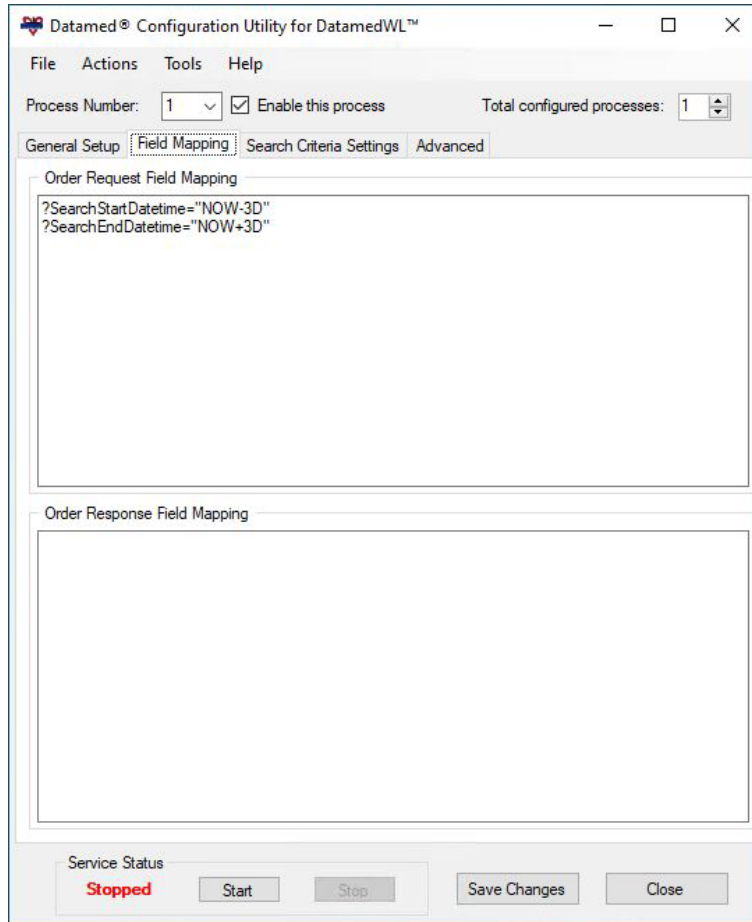 Datamed® Configuration Utility for DatamedWL™
File Actions Tools Help
Process Number: 1 Enable this process Total configured processes: 1
General Setup Field Mapping Search Criteria Settings Advanced
Order Request Field Mapping
?SearchStartDatetime="NOW-3D"
?SearchEndDatetime="NOW+3D"
Order Response Field Mapping
Service Status
Stopped Start Stop Save Changes Close